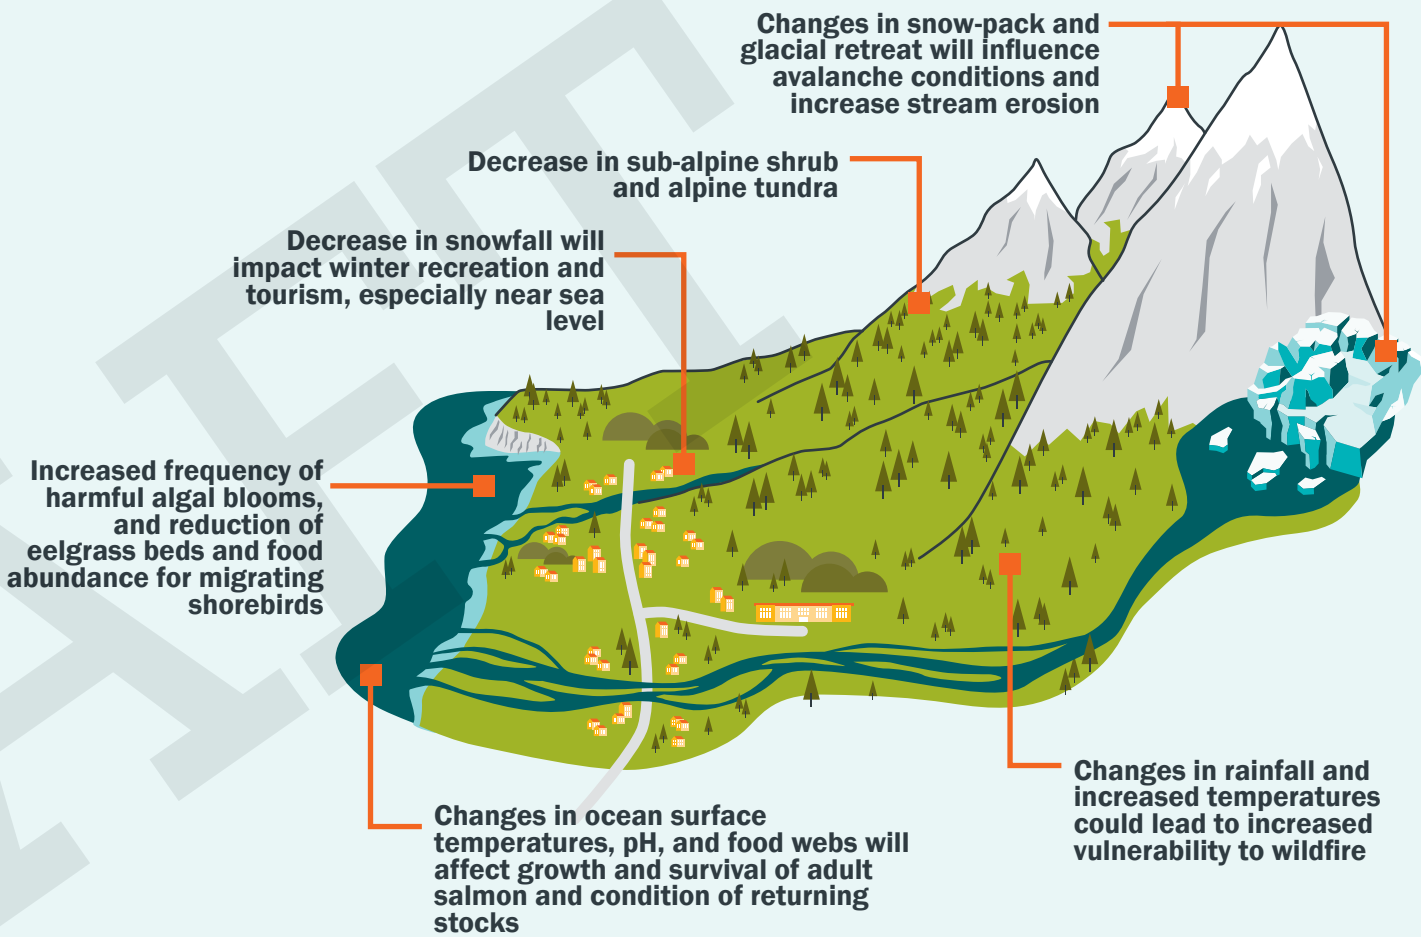 Changes in snow-pack and
glacial retreat will influence
avalanche conditions and
increase stream erosion
Decrease in sub-alpine shrub
and alpine tundra
Decrease in snowfall will
impact winter recreation and
tourism, especially near sea
level
Increased frequency of
harmful algal blooms,
and reduction of
eelgrass beds and food
abundance for migrating
shorebirds
Changes in rainfall and
increased temperatures
could lead to increased
vulnerability to wildfire
Changes in ocean surface
temperatures, pH, and food webs will
affect growth and survival of adult
salmon and condition of returning
stocks
AFT